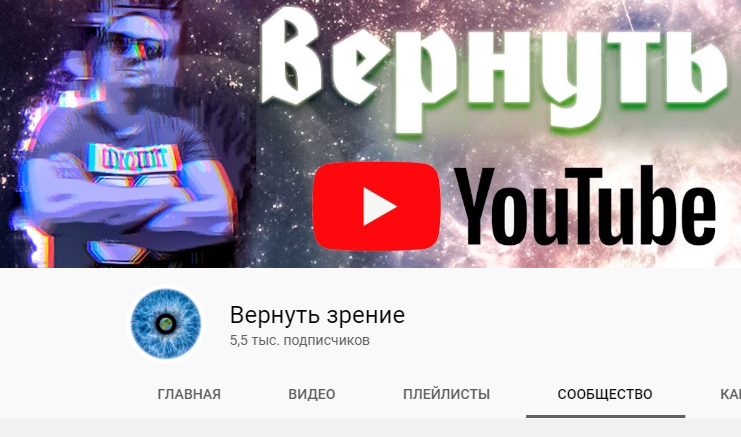 Вернуть
YouTube
Вернуть зрение
5,5 тыс. подписчиков
ГЛАВНАЯ ВИДЕО ПЛЕЙЛИСТЫ СООБЩЕСТВО